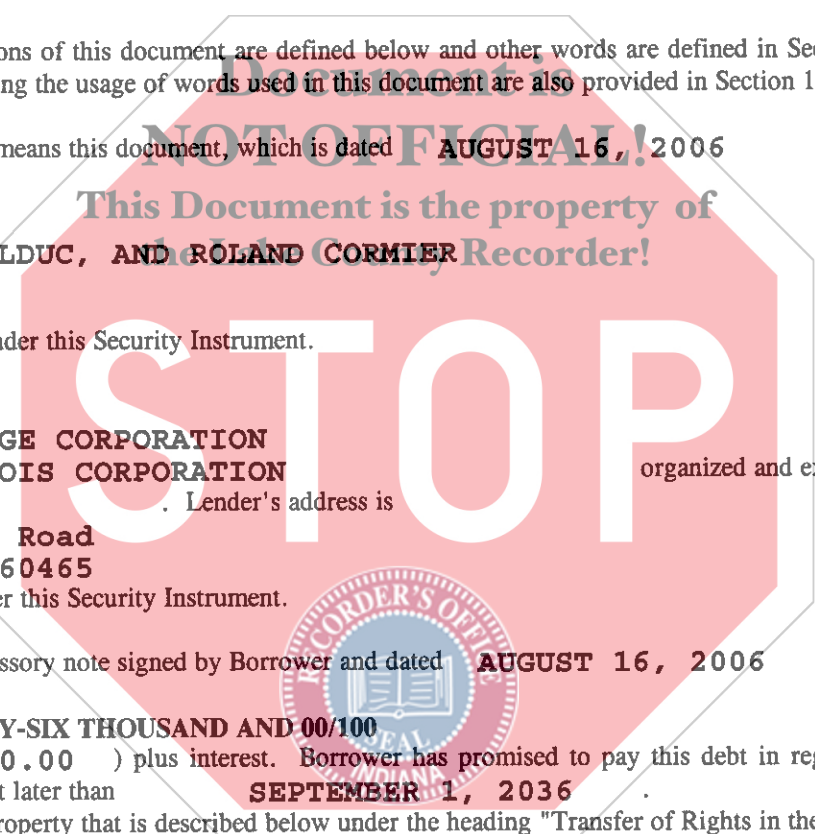 ons of this document are defined below and other words are defined in Sec
ng the usage of words used in this document are also provided in Section 1
Document is
means this document, which is dated AUGUST 16, 2006
NOT OFFICIAL!
This Document is the property of
LDUC, AND ROLAND CORMIER
the Lake County Recorder!
der this Security Instrument.
STOP
GE CORPORATION
OIS CORPORATION organized and ex
. Lender's address is
Road
60465
r this Security Instrument.
RECORDER'S OFFICE
ssory note signed by Borrower and dated AUGUST 16, 2006
Y-SIX THOUSAND AND 00/100
SEAL
0.00 ) plus interest. Borrower has promised to pay this debt in reg
INDIANA
t later than SEPTEMBER 1, 2036 .
roperty that is described below under the heading "Transfer of Rights in the